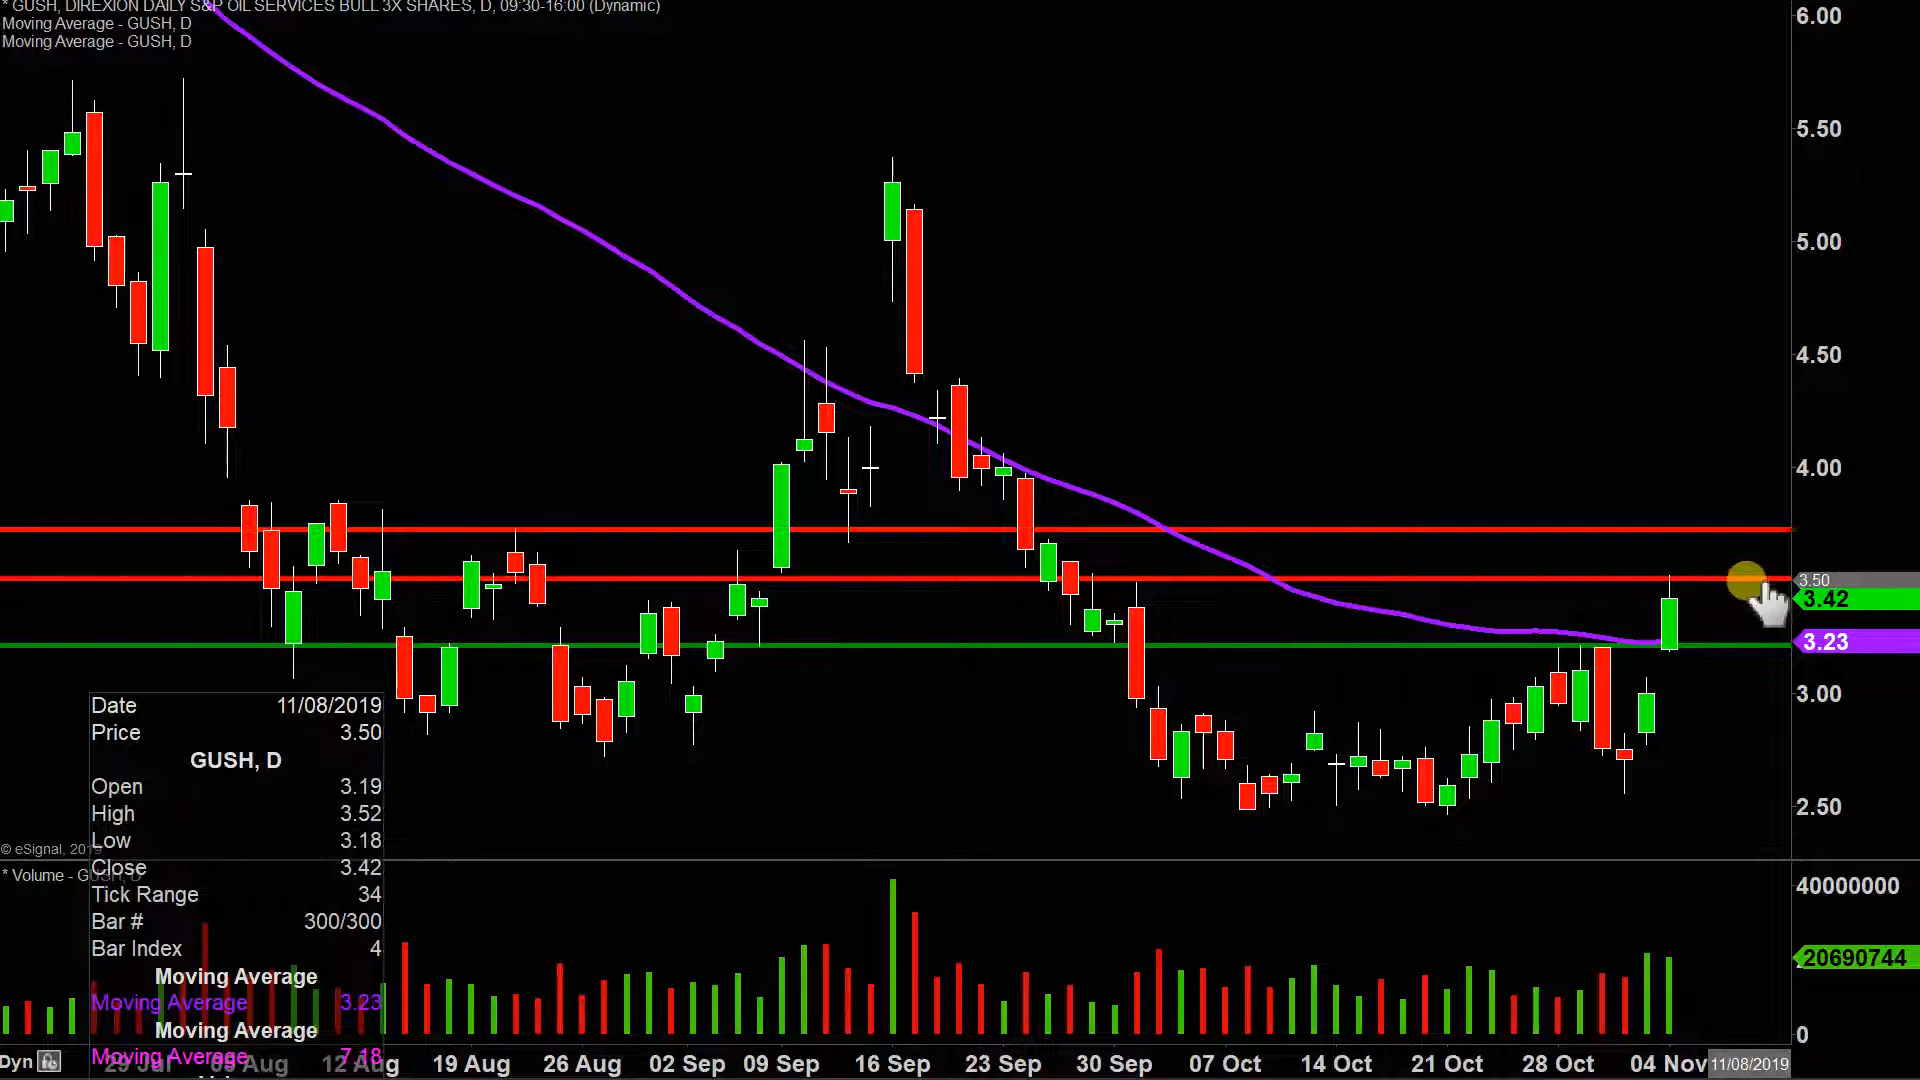 * GUSH, DIREXION DAILY S&P OIL SERVICES BULL 3X SHARES, D, 09:30-16:00 (Dynamic)
Moving Average - GUSH, D
Moving Average - GUSH, D
6.00
5.50
5.00
4.50
4.00
3.50
3.42
3.23
3.00
2.50
Date 11/08/2019
Price 3.50
GUSH, D
Open 3.19
High 3.52
Low 3.18
Close 3.42
Tick Range 34
Bar # 300/300
Bar Index 4
Moving Average
Moving Average 3.23
Moving Average
Moving Average 7.18
© eSignal, 2019
* Volume - GUSH, D
40000000
20690744
0
Dyn 29 Jul 05 Aug 12 Aug 19 Aug 26 Aug 02 Sep 09 Sep 16 Sep 23 Sep 30 Sep 07 Oct 14 Oct 21 Oct 28 Oct 04 Nov 11/08/2019